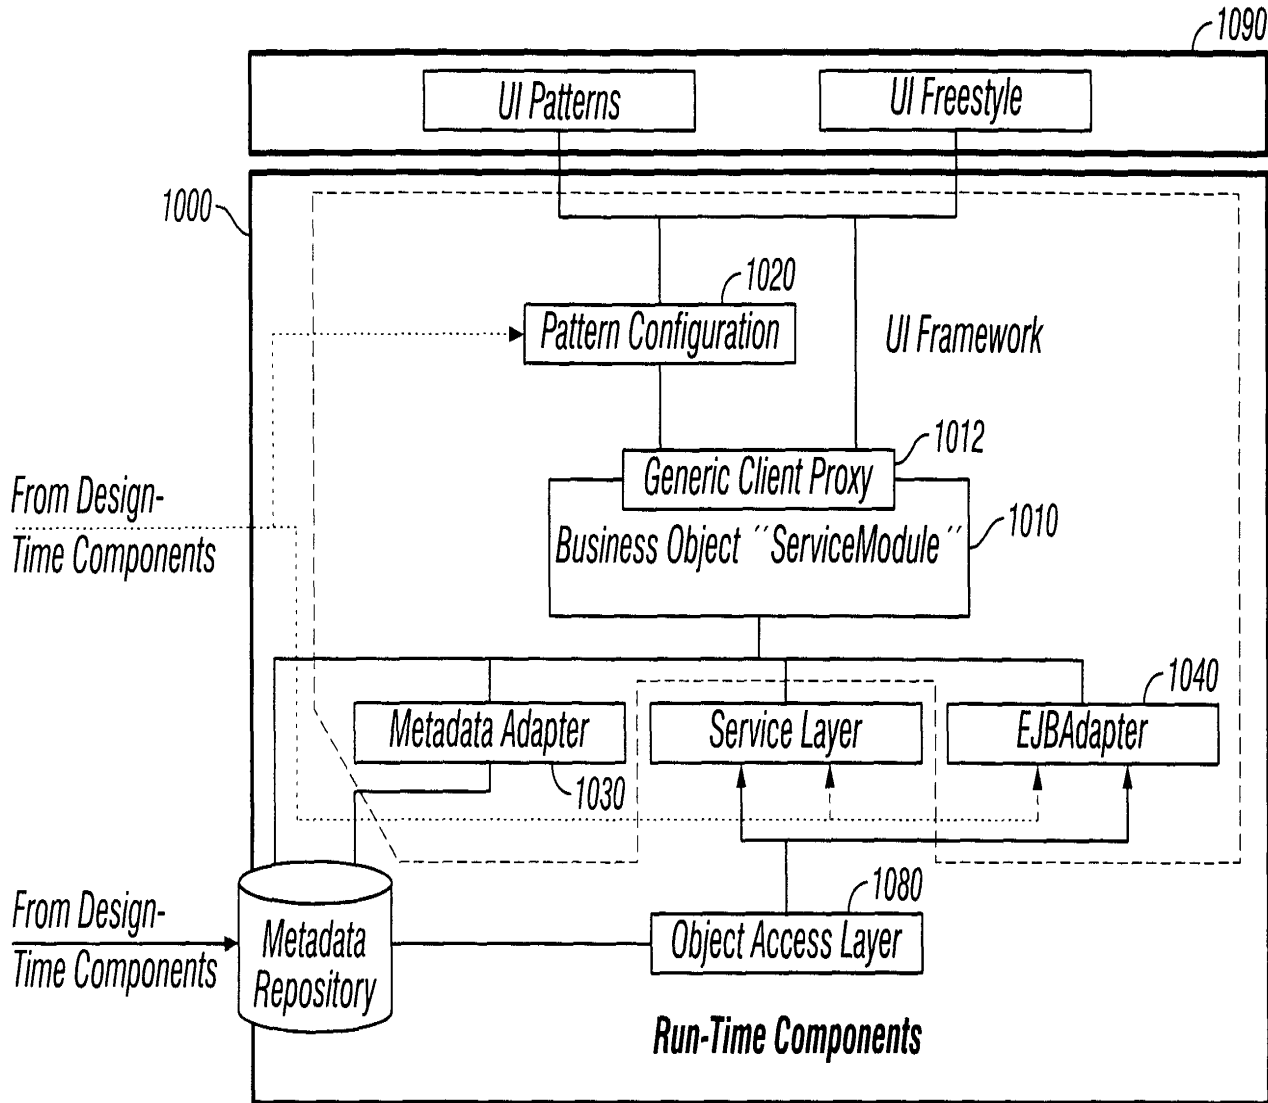 1090
UI Patterns
UI Freestyle
1000
1020
Pattern Configuration
UI Framework
1012
Generic Client Proxy
From Design-
Time Components
Business Object ´´ServiceModule´´
1010
1040
Metadata Adapter
Service Layer
EJBAdapter
1030
1080
From Design-
Time Components
Metadata
Repository
Object Access Layer
Run-Time Components